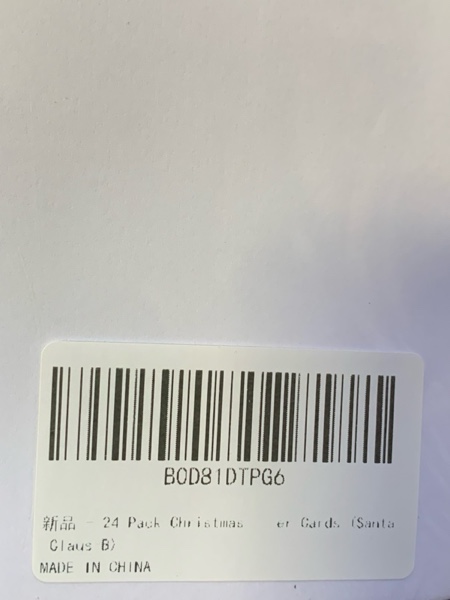 B0D81DTPG6
新品 - 24 Pack Christmas er Cards (Santa
Claus B)
MADE IN CHINA